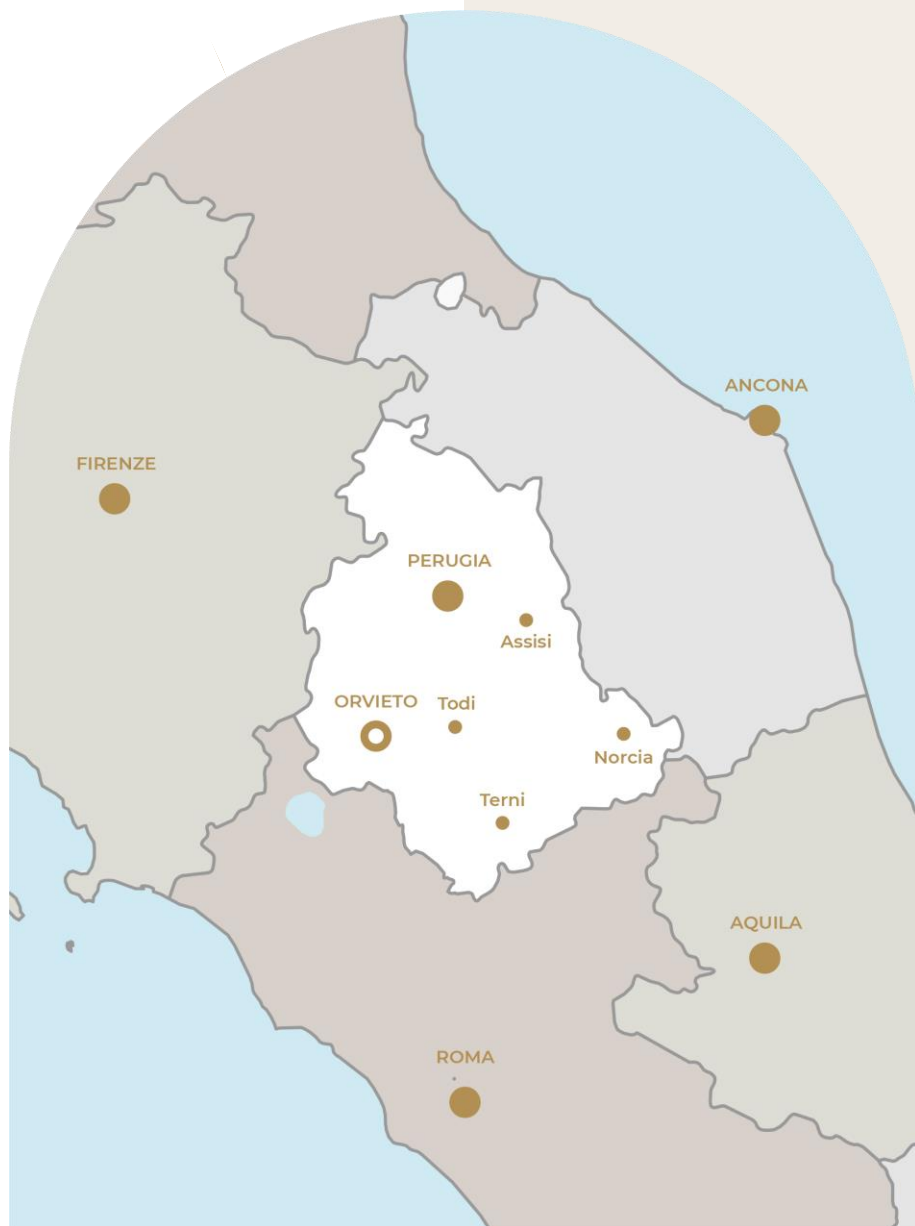 ANCONA
FIRENZE
PERUGIA
Assisi
ORVIETO
Todi
Norcia
Terni
AQUILA
ROMA